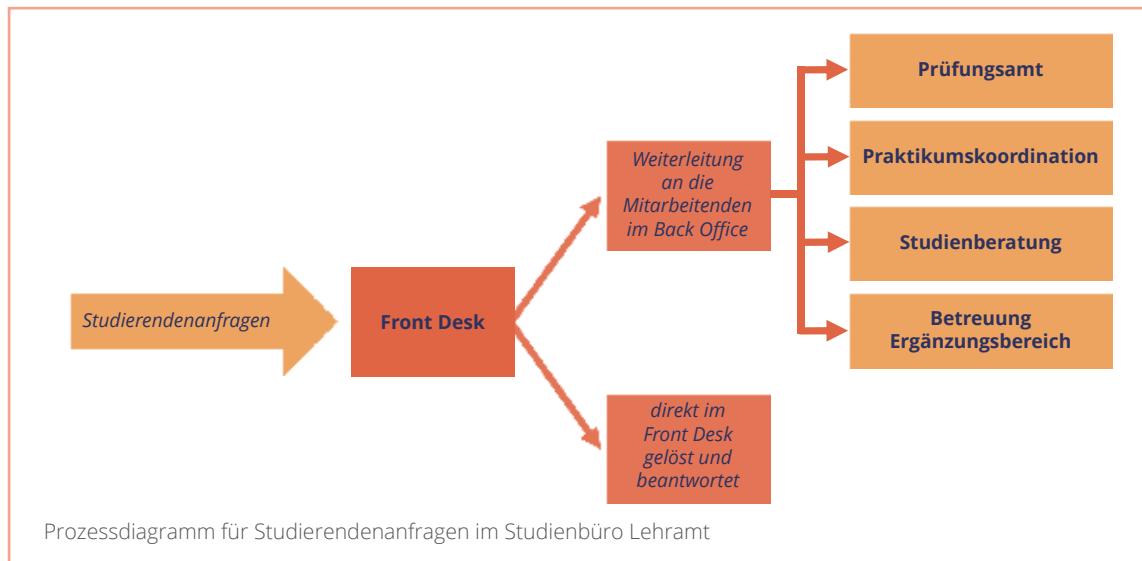 Studierendenanfragen
Front Desk
Weiterleitung
an die
Mitarbeitenden
im Back Office
direkt im
Front Desk
gelöst und
beantwortet
Prüfungsamt
Praktikumskoordination
Studienberatung
Betreuung
Ergänzungsbereich
Prozessdiagramm für Studierendenanfragen im Studienbüro Lehramt